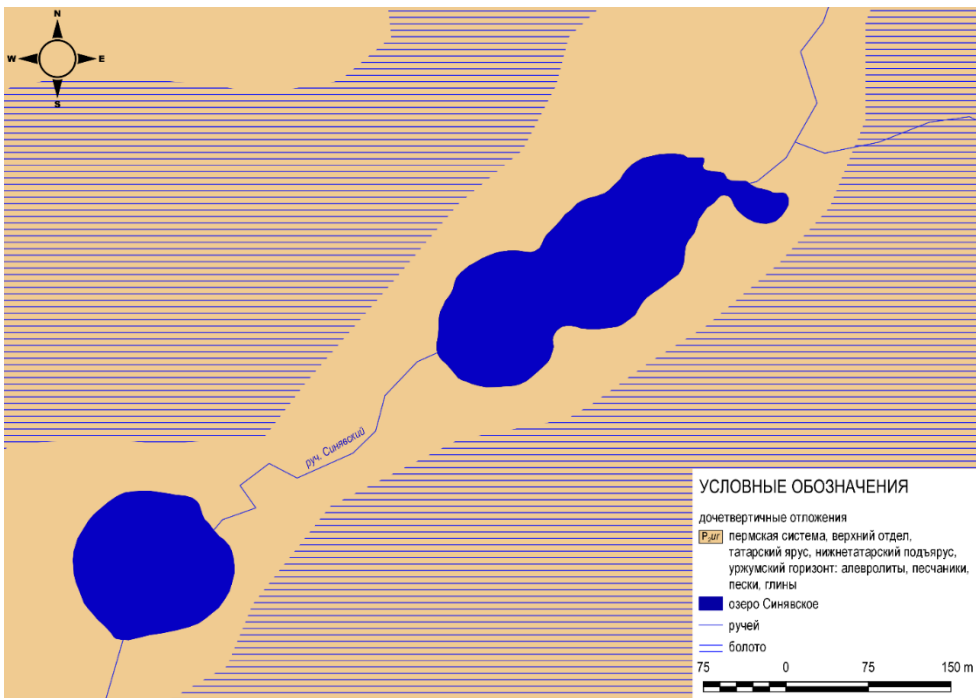 N
W E
S
руч. Синявский
УСЛОВНЫЕ ОБОЗНАЧЕНИЯ
дочетвертичные отложения
P₂ur пермская система, верхний отдел,
татарский ярус, нижнетатарский подъярус,
уржумский горизонт: алевролиты, песчаники,
пески, глины
озеро Синявское
ручей
болото
75 0 75 150 m